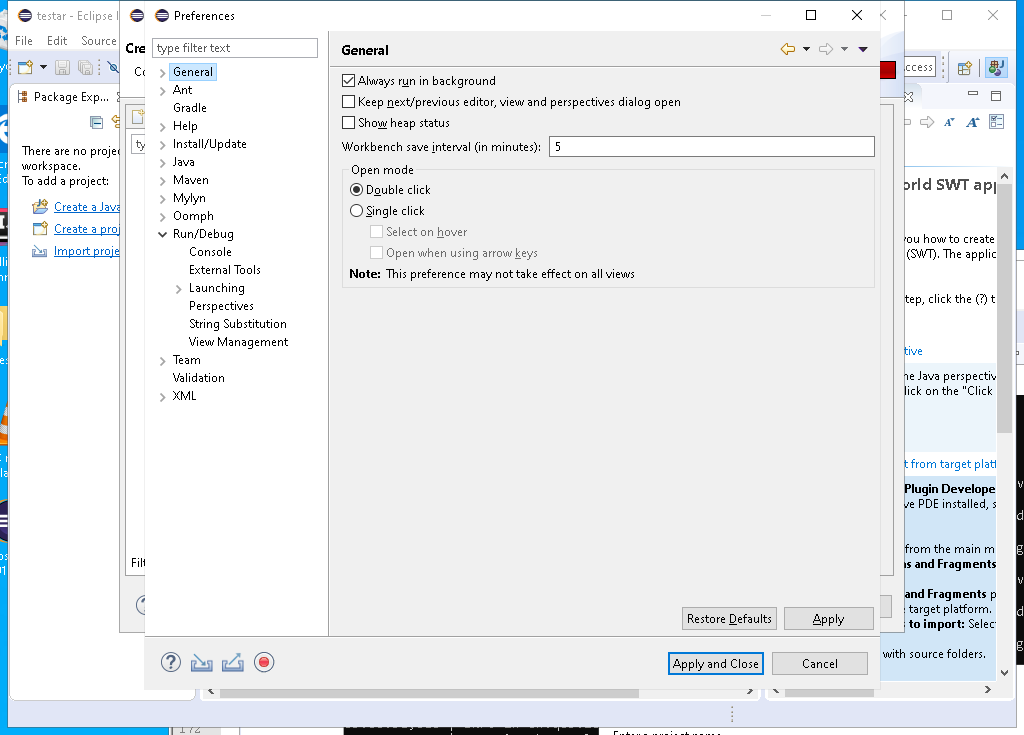 testar - Eclipse I
Preferences
File Edit Source
Cre
type filter text
General
ccess
Always run in background
Keep next/previous editor, view and perspectives dialog open
Show heap status
Workbench save interval (in minutes): 5
Open mode
Double click
Single click
Select on hover
Open when using arrow keys
Note: This preference may not take effect on all views
General
Ant
Gradle
Help
Install/Update
Java
Maven
Mylyn
Oomph
Run/Debug
Console
External Tools
Launching
Perspectives
String Substitution
View Management
Team
Validation
XML
Package Exp...
There are no projec
workspace.
To add a project:
Create a Java
Create a proj
Import proje
ty
Filt
Restore Defaults Apply
Apply and Close Cancel
orld SWT app
you how to create
(SWT). The applic
tep, click the (?) t
tive
he Java perspectiv
lick on the "Click
t from target platf
Plugin Develope
ve PDE installed, s
from the main m
s and Fragments
and Fragments p
target platform.
s to import: Selec
with source folders.
172
Enter a project name